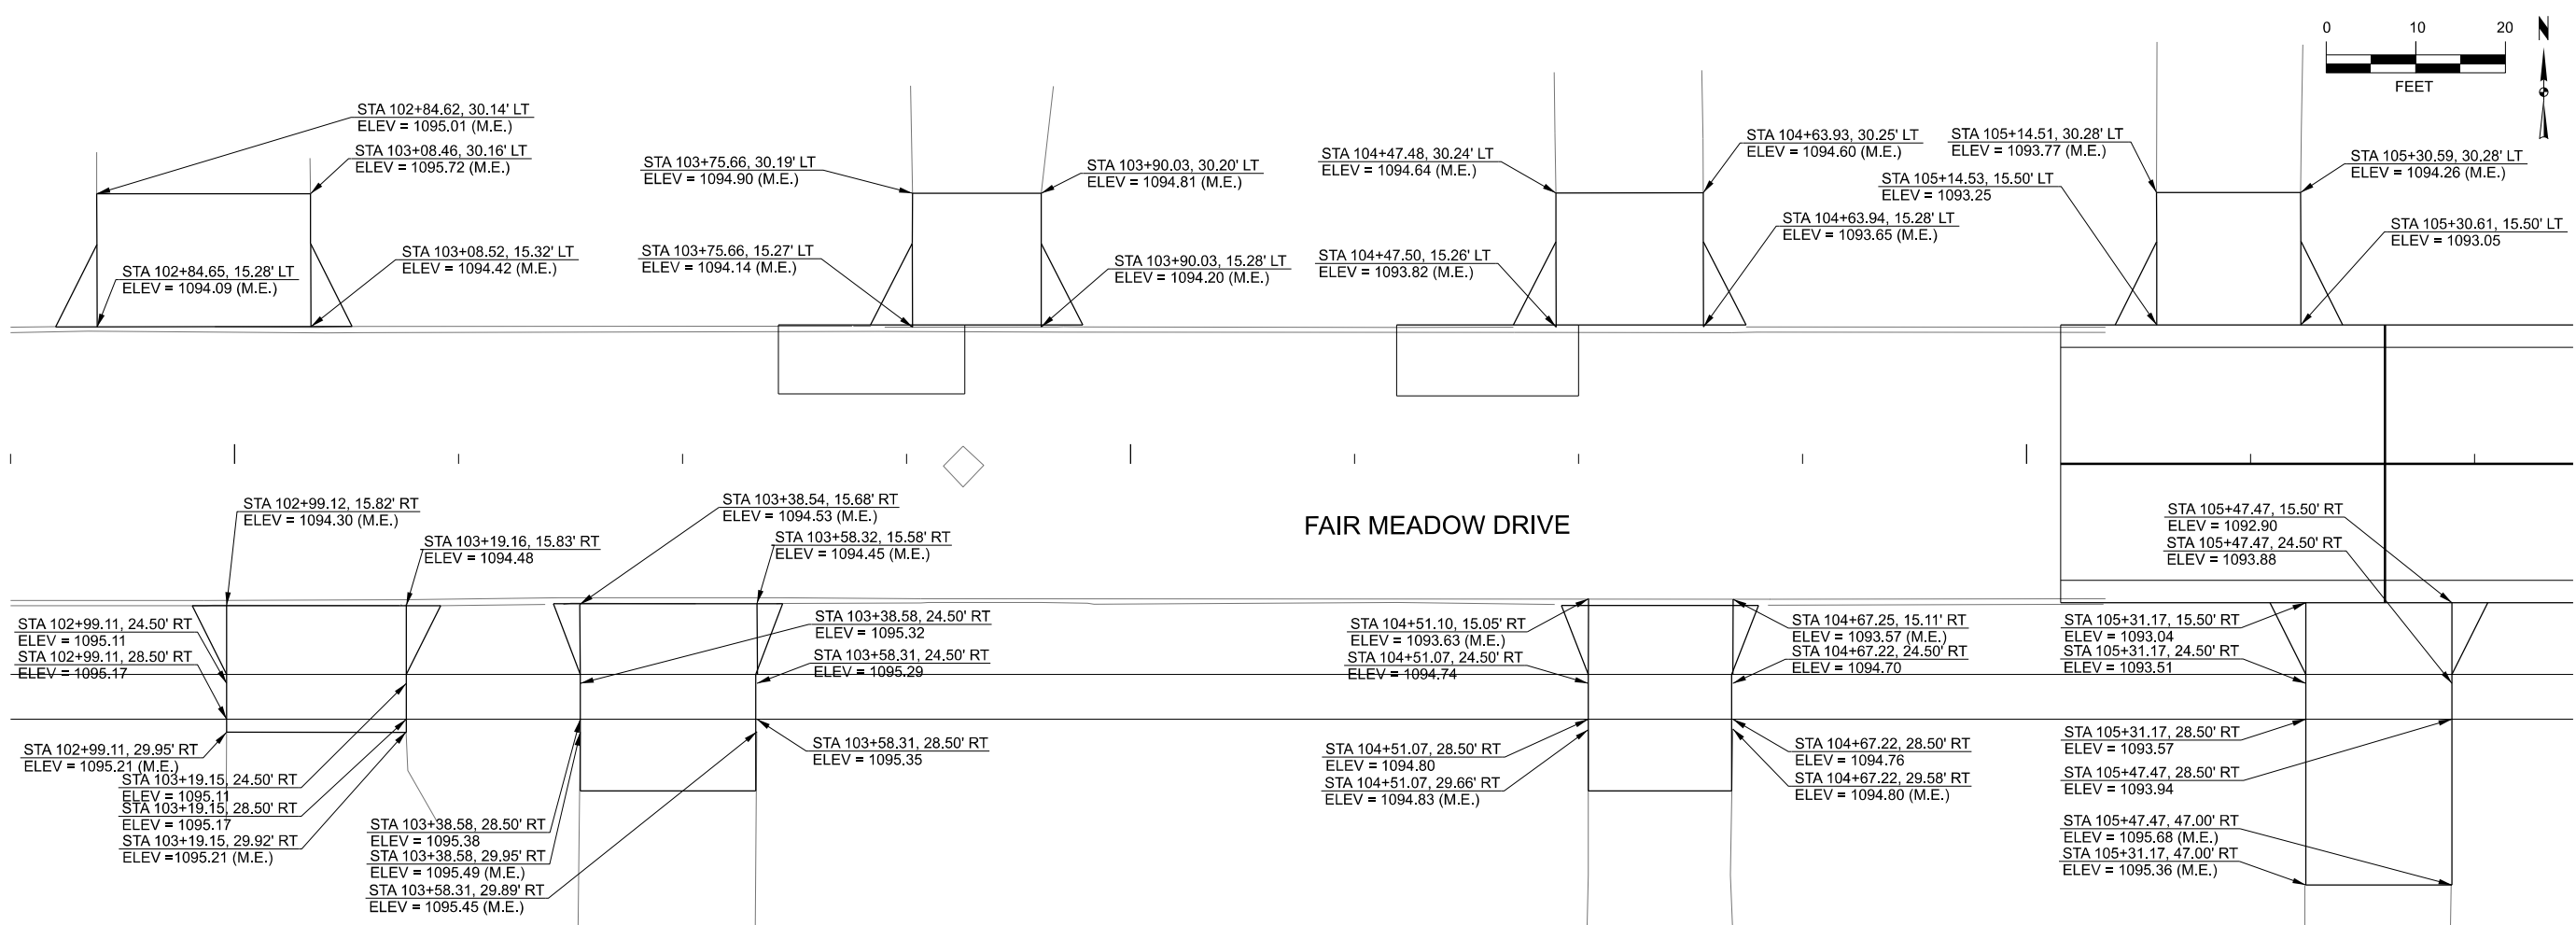 0 10 20
N
FEET
STA 102+84.62, 30.14' LT
ELEV = 1095.01 (M.E.)
STA 103+08.46, 30.16' LT
ELEV = 1095.72 (M.E.)
STA 103+75.66, 30.19' LT
ELEV = 1094.90 (M.E.)
STA 103+90.03, 30.20' LT
ELEV = 1094.81 (M.E.)
STA 104+47.48, 30.24' LT
ELEV = 1094.64 (M.E.)
STA 104+63.93, 30.25' LT
ELEV = 1094.60 (M.E.)
STA 105+14.51, 30.28' LT
ELEV = 1093.77 (M.E.)
STA 105+30.59, 30.28' LT
ELEV = 1094.26 (M.E.)
STA 105+14.53, 15.50' LT
ELEV = 1093.25
STA 102+84.65, 15.28' LT
ELEV = 1094.09 (M.E.)
STA 103+08.52, 15.32' LT
ELEV = 1094.42 (M.E.)
STA 103+75.66, 15.27' LT
ELEV = 1094.14 (M.E.)
STA 103+90.03, 15.28' LT
ELEV = 1094.20 (M.E.)
STA 104+47.50, 15.26' LT
ELEV = 1093.82 (M.E.)
STA 104+63.94, 15.28' LT
ELEV = 1093.65 (M.E.)
STA 105+30.61, 15.50' LT
ELEV = 1093.05
STA 102+99.12, 15.82' RT
ELEV = 1094.30 (M.E.)
STA 103+19.16, 15.83' RT
ELEV = 1094.48
STA 103+38.54, 15.68' RT
ELEV = 1094.53 (M.E.)
STA 103+58.32, 15.58' RT
ELEV = 1094.45 (M.E.)
FAIR MEADOW DRIVE
STA 105+47.47, 15.50' RT
ELEV = 1092.90
STA 105+47.47, 24.50' RT
ELEV = 1093.88
STA 102+99.11, 24.50' RT
ELEV = 1095.11
STA 102+99.11, 28.50' RT
ELEV = 1095.17
STA 103+38.58, 24.50' RT
ELEV = 1095.32
STA 103+58.31, 24.50' RT
ELEV = 1095.29
STA 104+51.10, 15.05' RT
ELEV = 1093.63 (M.E.)
STA 104+51.07, 24.50' RT
ELEV = 1094.74
STA 104+67.25, 15.11' RT
ELEV = 1093.57 (M.E.)
STA 104+67.22, 24.50' RT
ELEV = 1094.70
STA 105+31.17, 15.50' RT
ELEV = 1093.04
STA 105+31.17, 24.50' RT
ELEV = 1093.51
STA 102+99.11, 29.95' RT
ELEV = 1095.21 (M.E.)
STA 103+19.15, 24.50' RT
ELEV = 1095.11
STA 103+19.15, 28.50' RT
ELEV = 1095.17
STA 103+19.15, 29.92' RT
ELEV =1095.21 (M.E.)
STA 103+58.31, 28.50' RT
ELEV = 1095.35
STA 103+38.58, 28.50' RT
ELEV = 1095.38
STA 103+38.58, 29.95' RT
ELEV = 1095.49 (M.E.)
STA 103+58.31, 29.89' RT
ELEV = 1095.45 (M.E.)
STA 104+51.07, 28.50' RT
ELEV = 1094.80
STA 104+51.07, 29.66' RT
ELEV = 1094.83 (M.E.)
STA 104+67.22, 28.50' RT
ELEV = 1094.76
STA 104+67.22, 29.58' RT
ELEV = 1094.80 (M.E.)
STA 105+31.17, 28.50' RT
ELEV = 1093.57
STA 105+47.47, 28.50' RT
ELEV = 1093.94
STA 105+47.47, 47.00' RT
ELEV = 1095.68 (M.E.)
STA 105+31.17, 47.00' RT
ELEV = 1095.36 (M.E.)